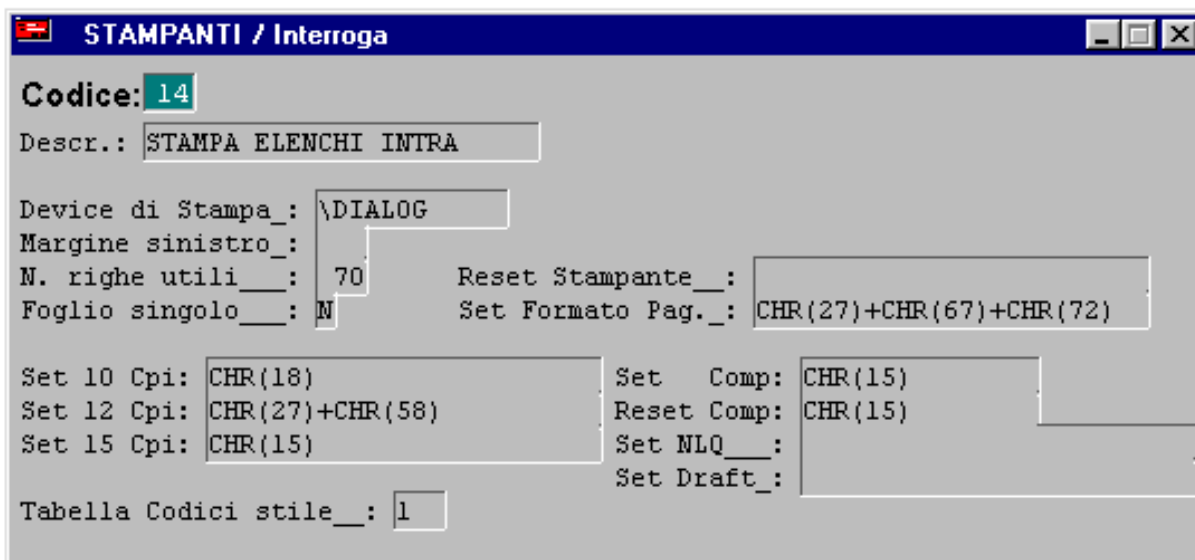 STAMPANTI / Interroga
Codice: 14
Descr.: STAMPA ELENCHI INTRA
Device di Stampa_: \DIALOG
Margine sinistro_:
N. righe utili___: 70 Reset Stampante__:
Foglio singolo___: N Set Formato Pag._: CHR(27)+CHR(67)+CHR(72)
Set 10 Cpi: CHR(18) Set Comp: CHR(15)
Set 12 Cpi: CHR(27)+CHR(58) Reset Comp: CHR(15)
Set 15 Cpi: CHR(15) Set NLQ___:
Set Draft_:
Tabella Codici stile__: 1